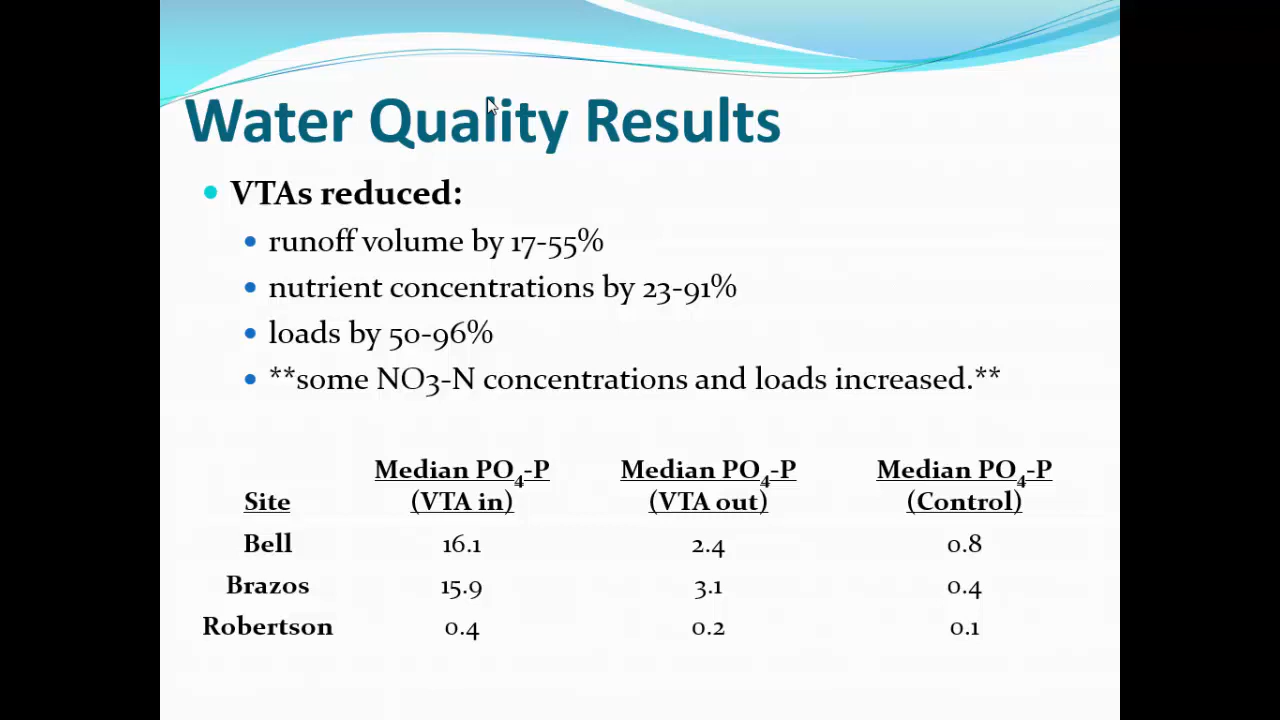 Water Quality Results
VTAs reduced:
runoff volume by 17-55%
nutrient concentrations by 23-91%
loads by 50-96%
**some NO3-N concentrations and loads increased.**
Site Median PO4-P (VTA in) Median PO4-P (VTA out) Median PO4-P (Control)
Bell 16.1 2.4 0.8
Brazos 15.9 3.1 0.4
Robertson 0.4 0.2 0.1